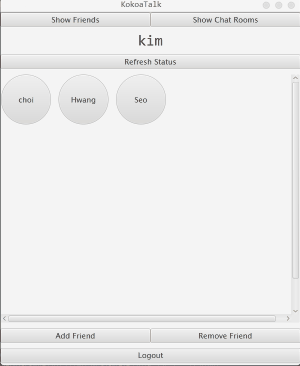 KokoaTalk
Show Friends Show Chat Rooms
kim
Refresh Status
choi Hwang Seo
Add Friend Remove Friend
Logout